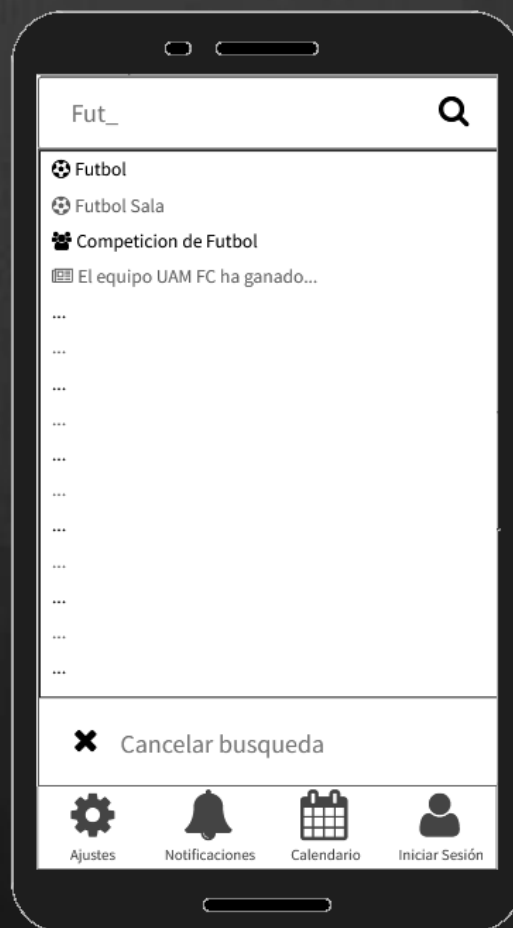 Fut_
Futbol
Futbol Sala
Competicion de Futbol
El equipo UAM FC ha ganado...
...
...
...
...
...
...
...
...
...
...
...
Cancelar busqueda
Ajustes Notificaciones Calendario Iniciar Sesión